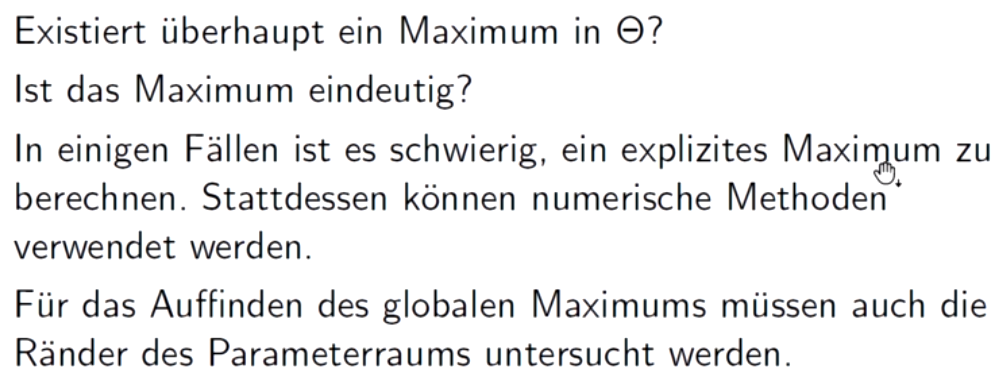 Existiert überhaupt ein Maximum in Θ?
Ist das Maximum eindeutig?
In einigen Fällen ist es schwierig, ein explizites Maximum zu
berechnen. Stattdessen können numerische Methoden
verwendet werden.
Für das Auffinden des globalen Maximums müssen auch die
Ränder des Parameterraums untersucht werden.